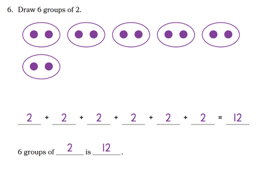 6. Draw 6 groups of 2.
2 + 2 + 2 + 2 + 2 + 2 = 12
6 groups of 2 is 12.